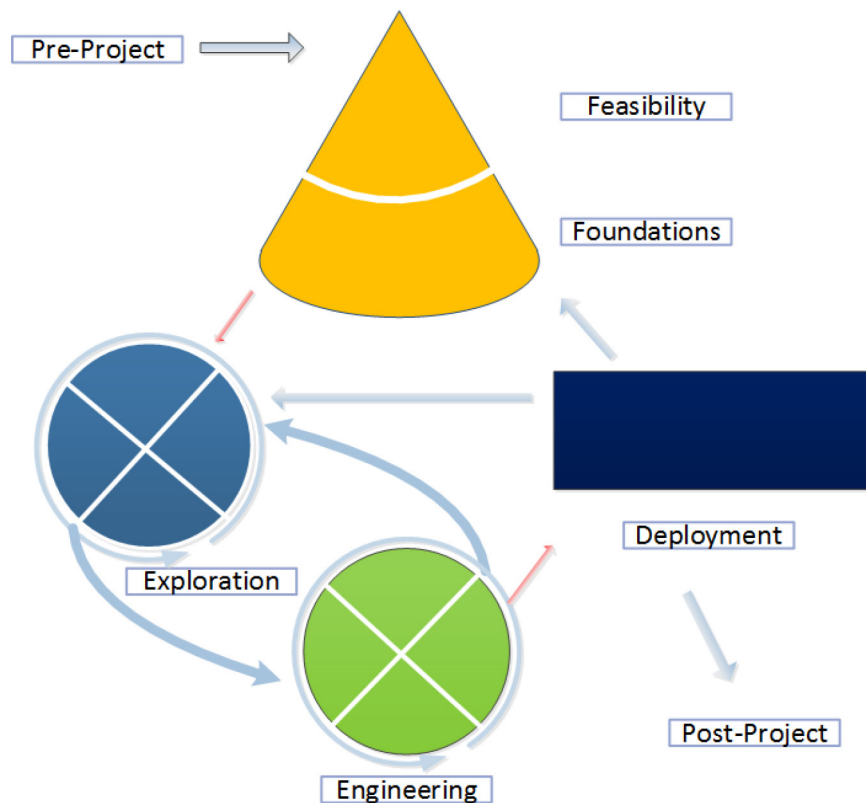 Pre-Project
Feasibility
Foundations
Deployment
Exploration
Post-Project
Engineering